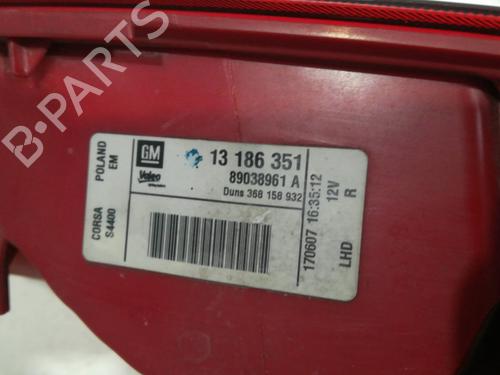 B-PARTS
POLAND
EM
CORSA
S4400
GM
Valeo
13 186 351
89038961 A
Duns 368 158 932
170607 16:35:12
12V
R
LHD